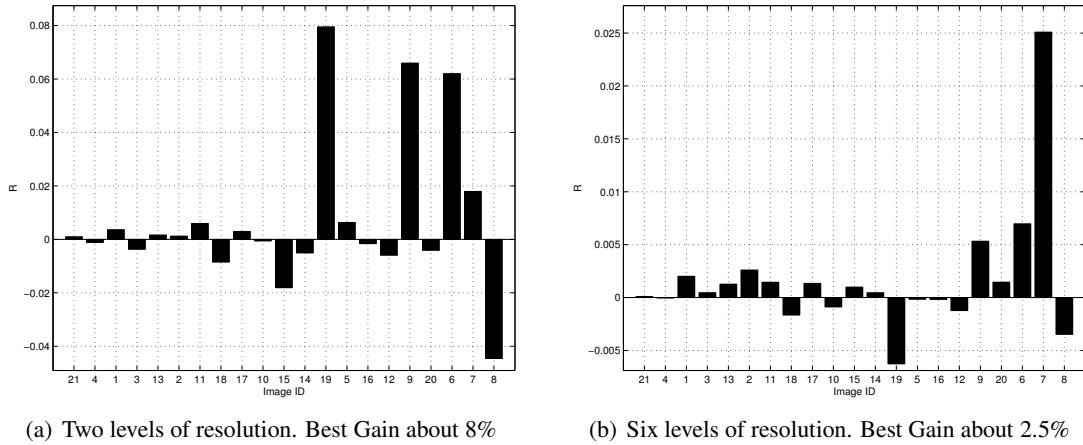 0.08
0.06
0.04
0.02
0
−0.02
−0.04
R
21 4 1 3 13 2 11 18 17 10 15 14 19 5 16 12 9 20 6 7 8
Image ID
(a) Two levels of resolution. Best Gain about 8%
0.025
0.02
0.015
0.01
0.005
0
−0.005
R
21 4 1 3 13 2 11 18 17 10 15 14 19 5 16 12 9 20 6 7 8
Image ID
(b) Six levels of resolution. Best Gain about 2.5%